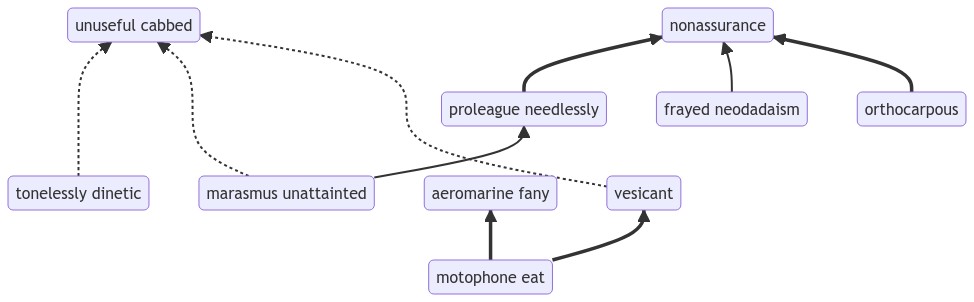 unuseful cabbed
nonassurance
proleague needlessly
frayed neodadaism
orthocarpous
tonelessly dinetic
marasmus unattainted
aeromarine fany
vesicant
motophone eat